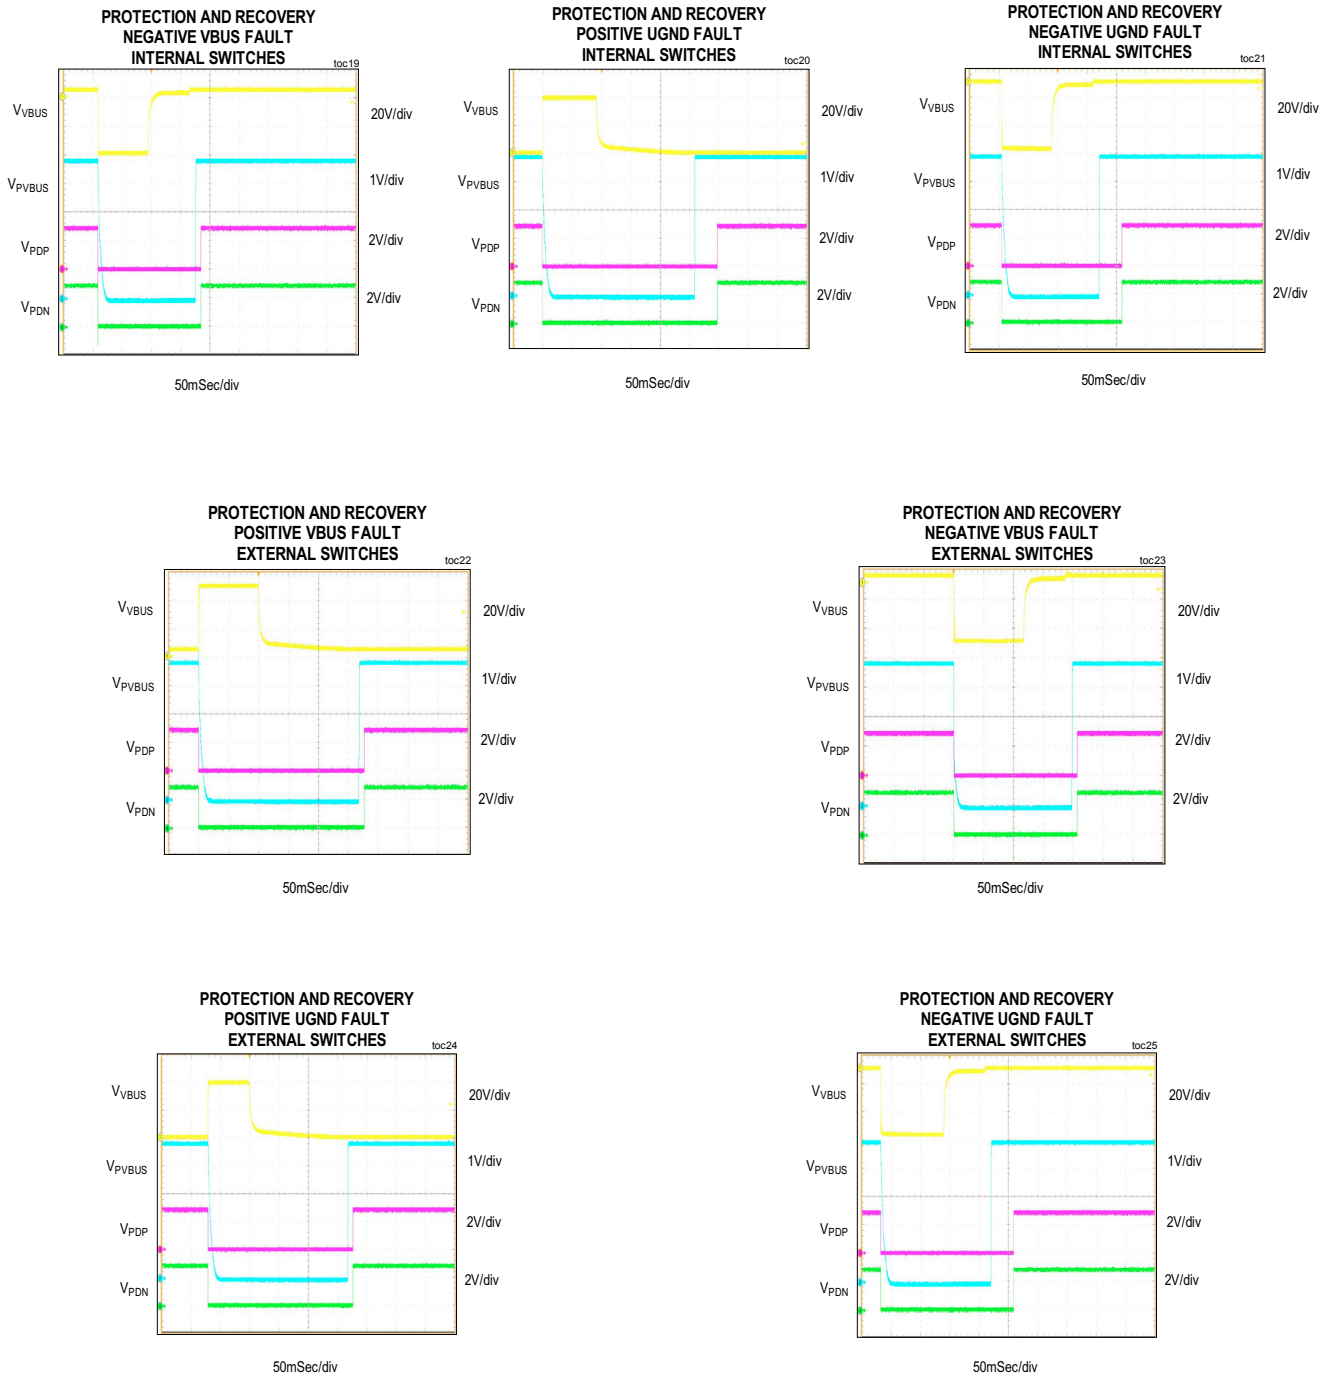 PROTECTION AND RECOVERY
NEGATIVE VBUS FAULT
INTERNAL SWITCHES
toc19
VVBUS
20V/div
VPVBUS
1V/div
VPDP
2V/div
VPDN
2V/div
50mSec/div
PROTECTION AND RECOVERY
POSITIVE UGND FAULT
INTERNAL SWITCHES
toc20
VVBUS
20V/div
VPVBUS
1V/div
VPDP
2V/div
VPDN
2V/div
50mSec/div
PROTECTION AND RECOVERY
NEGATIVE UGND FAULT
INTERNAL SWITCHES
toc21
VVBUS
20V/div
VPVBUS
1V/div
VPDP
2V/div
VPDN
2V/div
50mSec/div
PROTECTION AND RECOVERY
POSITIVE VBUS FAULT
EXTERNAL SWITCHES
toc22
VVBUS
20V/div
VPVBUS
1V/div
VPDP
2V/div
VPDN
2V/div
50mSec/div
PROTECTION AND RECOVERY
NEGATIVE VBUS FAULT
EXTERNAL SWITCHES
toc23
VVBUS
20V/div
VPVBUS
1V/div
VPDP
2V/div
VPDN
2V/div
50mSec/div
PROTECTION AND RECOVERY
POSITIVE UGND FAULT
EXTERNAL SWITCHES
toc24
VVBUS
20V/div
VPVBUS
1V/div
VPDP
2V/div
VPDN
2V/div
50mSec/div
PROTECTION AND RECOVERY
NEGATIVE UGND FAULT
EXTERNAL SWITCHES
toc25
VVBUS
20V/div
VPVBUS
1V/div
VPDP
2V/div
VPDN
2V/div
50mSec/div